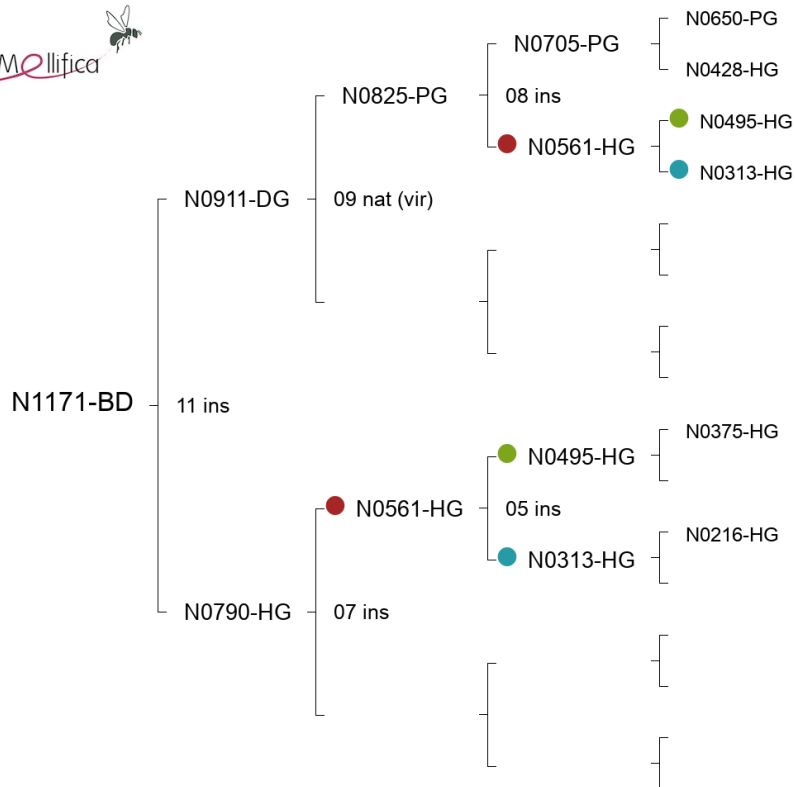 Mellifica
N0650-PG
N0705-PG
N0428-HG
N0825-PG
08 ins
N0495-HG
N0561-HG
N0313-HG
N0911-DG
09 nat (vir)
N1171-BD
11 ins
N0375-HG
N0495-HG
N0561-HG
05 ins
N0216-HG
N0313-HG
N0790-HG
07 ins